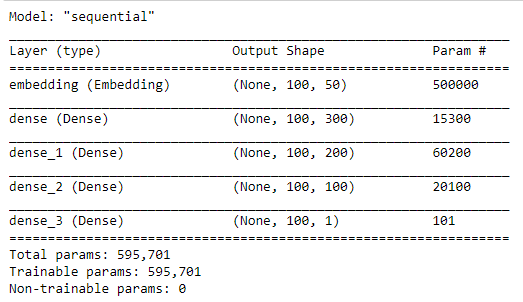 Model: "sequential"
_________________________________________________________________
Layer (type)                 Output Shape              Param #
=================================================================
embedding (Embedding)        (None, 100, 50)           500000
_________________________________________________________________
dense (Dense)                (None, 100, 300)          15300
_________________________________________________________________
dense_1 (Dense)              (None, 100, 200)          60200
_________________________________________________________________
dense_2 (Dense)              (None, 100, 100)          20100
_________________________________________________________________
dense_3 (Dense)              (None, 100, 1)            101
=================================================================
Total params: 595,701
Trainable params: 595,701
Non-trainable params: 0